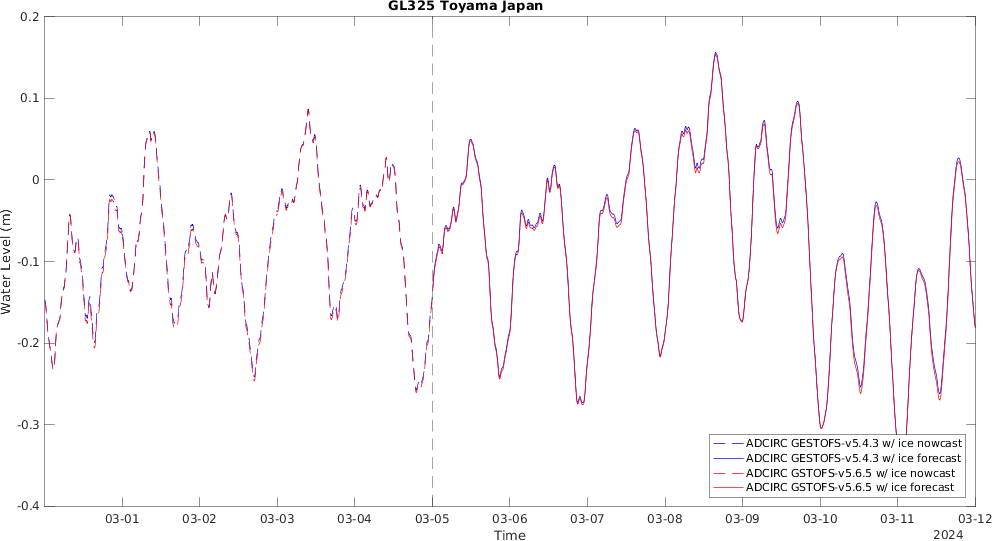 GL325 Toyama Japan
0.2
0.1
0
-0.1
-0.2
-0.3
-0.4
Water Level (m)
ADCIRC GESTOFS-v5.4.3 w/ ice nowcast
ADCIRC GESTOFS-v5.4.3 w/ ice forecast
ADCIRC GSTOFS-v5.6.5 w/ ice nowcast
ADCIRC GSTOFS-v5.6.5 w/ ice forecast
03-01 03-02 03-03 03-04 03-05 03-06 03-07 03-08 03-09 03-10 03-11 03-12
Time
2024